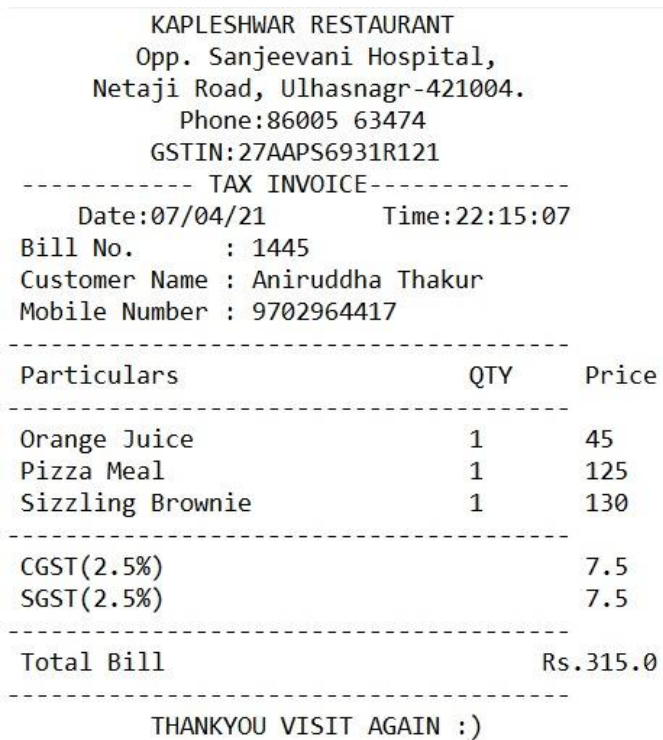 KAPLESHWAR RESTAURANT
Opp. Sanjeevani Hospital,
Netaji Road, Ulhasnagr-421004.
Phone:86005 63474
GSTIN:27AAPS6931R121
------------ TAX INVOICE--------------
Date:07/04/21 Time:22:15:07
Bill No. : 1445
Customer Name : Aniruddha Thakur
Mobile Number : 9702964417
---------------------------------------
Particulars QTY Price
---------------------------------------
Orange Juice 1 45
Pizza Meal 1 125
Sizzling Brownie 1 130
---------------------------------------
CGST(2.5%) 7.5
SGST(2.5%) 7.5
---------------------------------------
Total Bill Rs.315.0
---------------------------------------
THANKYOU VISIT AGAIN :)